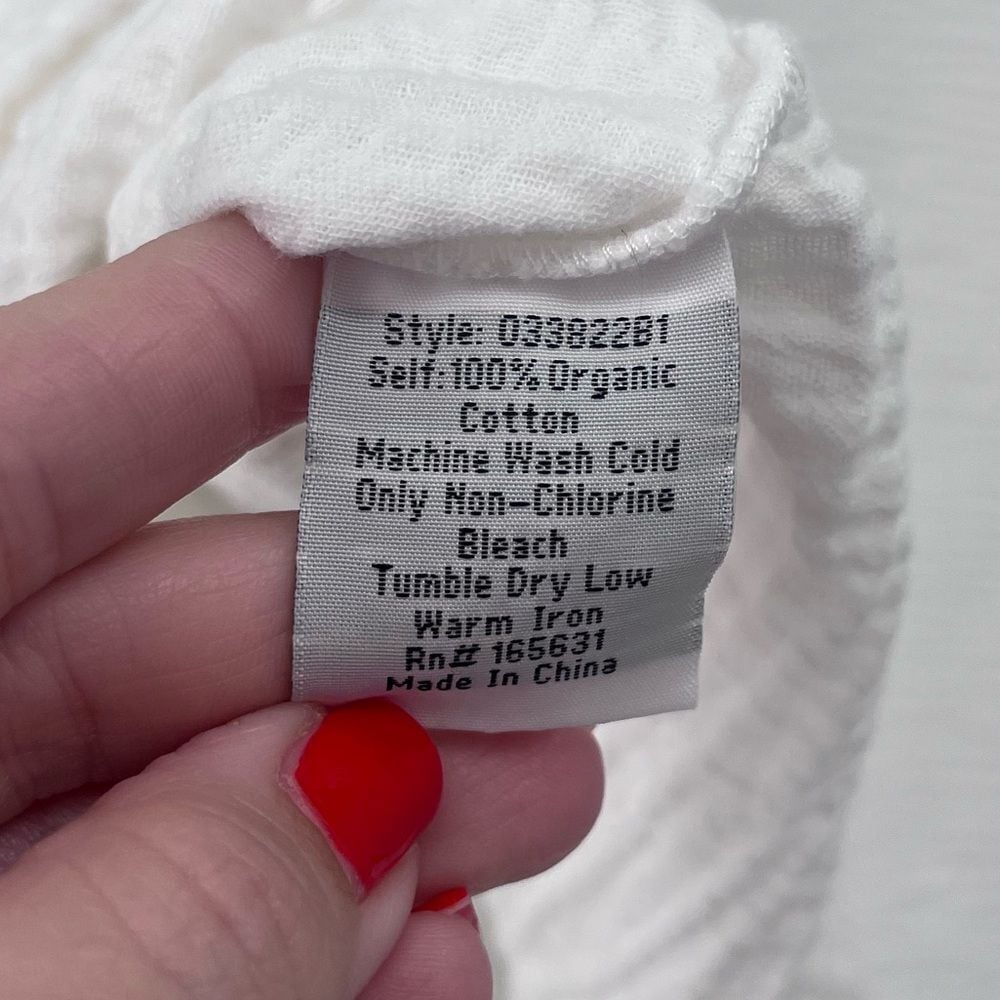 Style: 033822B1
Self:100% Organic
Cotton
Machine Wash Cold
Only Non-Chlorine
Bleach
Tumble Dry Low
Warm Iron
Rn# 165631
Made In China